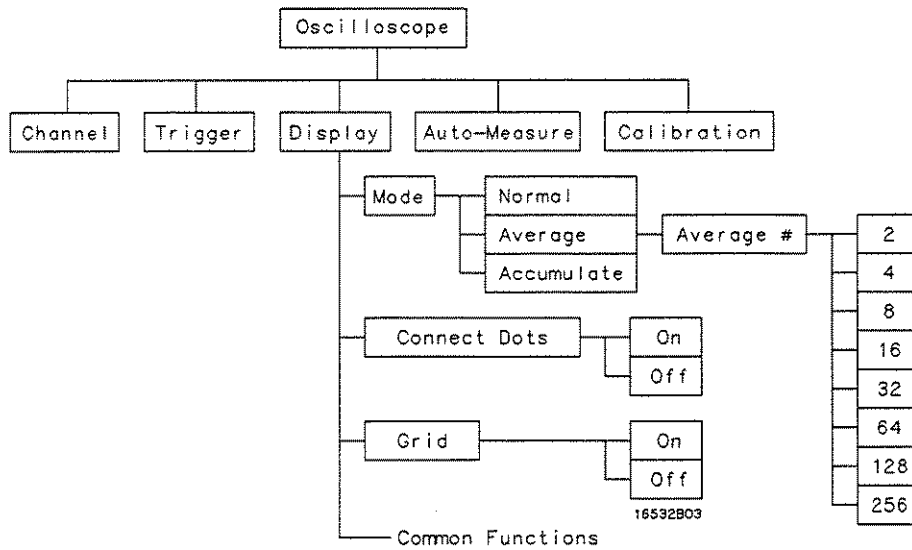 Oscilloscope
Channel
Trigger
Display
Auto-Measure
Calibration
Mode
Normal
Average
Accumulate
Average #
2
4
8
16
32
64
128
256
Connect Dots
On
Off
Grid
On
Off
16532B03
Common Functions